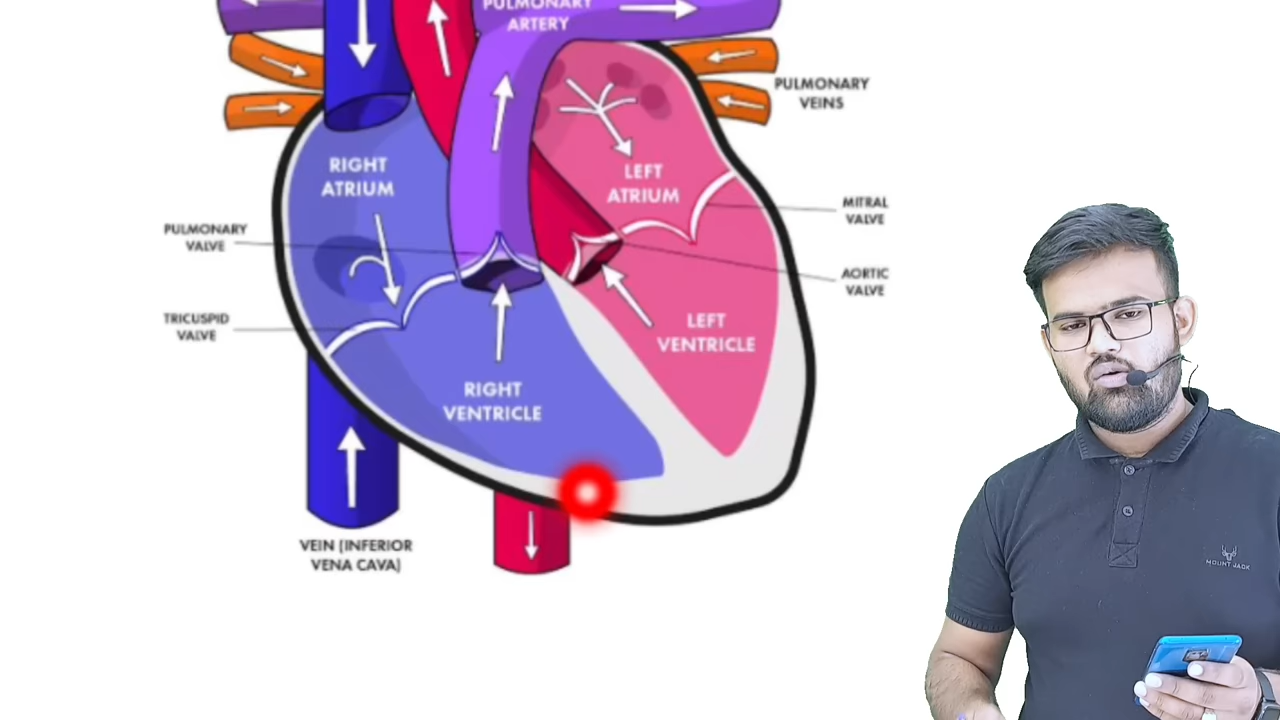 PULMONARY
ARTERY
PULMONARY
VEINS
RIGHT
ATRIUM
LEFT
ATRIUM
MITRAL
VALVE
PULMONARY
VALVE
AORTIC
VALVE
TRICUSPID
VALVE
LEFT
VENTRICLE
RIGHT
VENTRICLE
VEIN (INFERIOR
VENA CAVA)
MOUNT JACK